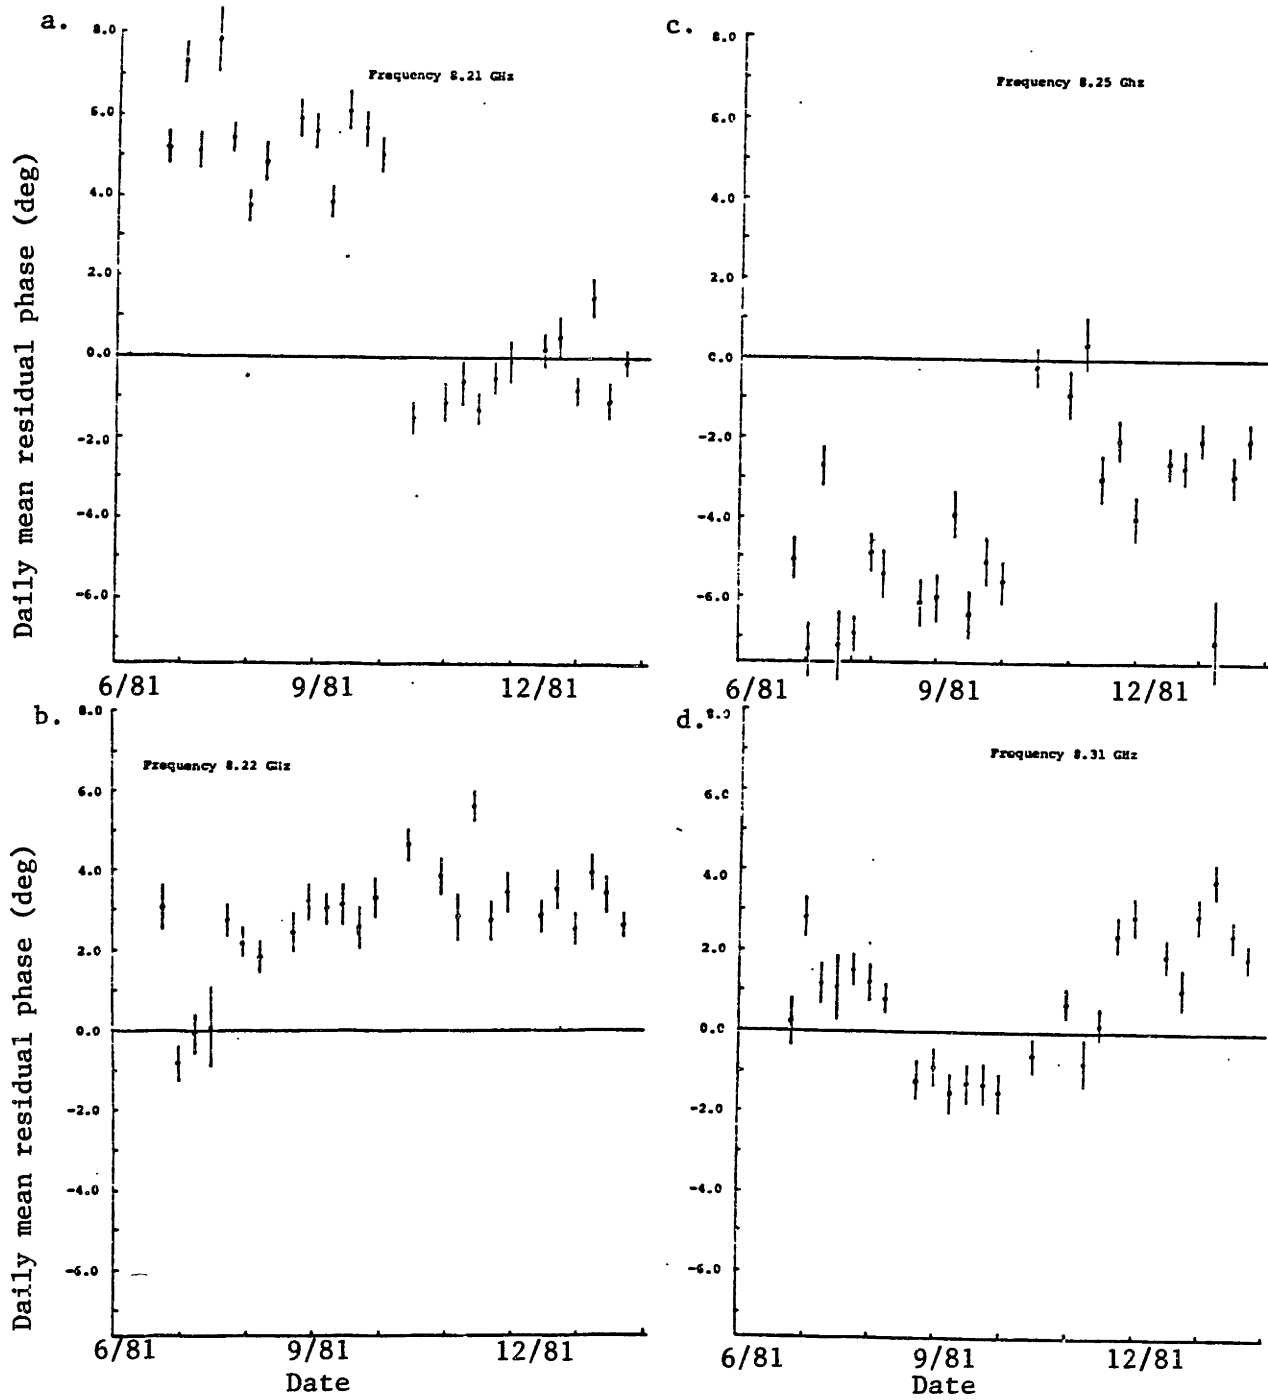 a.
8.0
6.0
4.0
2.0
0.0
-2.0
-4.0
-6.0
Frequency 8.21 GHz
Daily mean residual phase (deg)
6/81 9/81 12/81
b.
8.0
6.0
4.0
2.0
0.0
-2.0
-4.0
-6.0
Frequency 8.22 GHz
Daily mean residual phase (deg)
6/81 9/81 12/81
Date
c.
8.0
6.0
4.0
2.0
0.0
-2.0
-4.0
-6.0
Frequency 8.25 Ghz
6/81 9/81 12/81
d.
8.0
6.0
4.0
2.0
0.0
-2.0
-4.0
-6.0
Frequency 8.31 GHz
6/81 9/81 12/81
Date